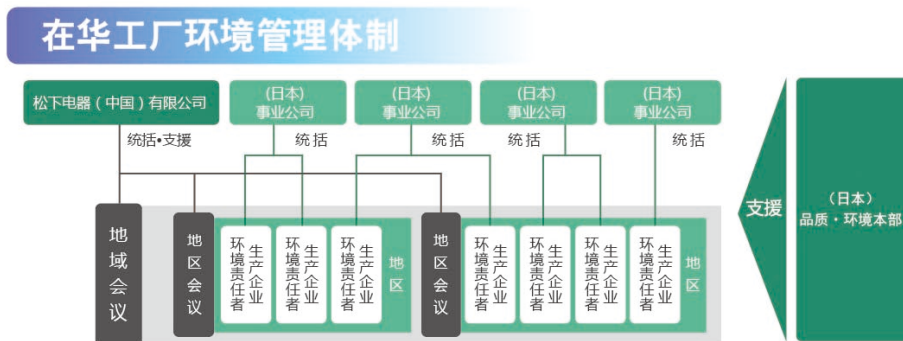 在华工厂环境管理体制
松下电器（中国）有限公司
(日本)
事业公司
(日本)
事业公司
(日本)
事业公司
(日本)
事业公司
统括•支援
统括
统括
统括
统括
地域会议
地区会议
生产企业
环境责任者
生产企业
环境责任者
生产企业
环境责任者
地区
地区会议
生产企业
环境责任者
生产企业
环境责任者
生产企业
环境责任者
生产企业
环境责任者
地区
支援
（日本）
品质·环境本部